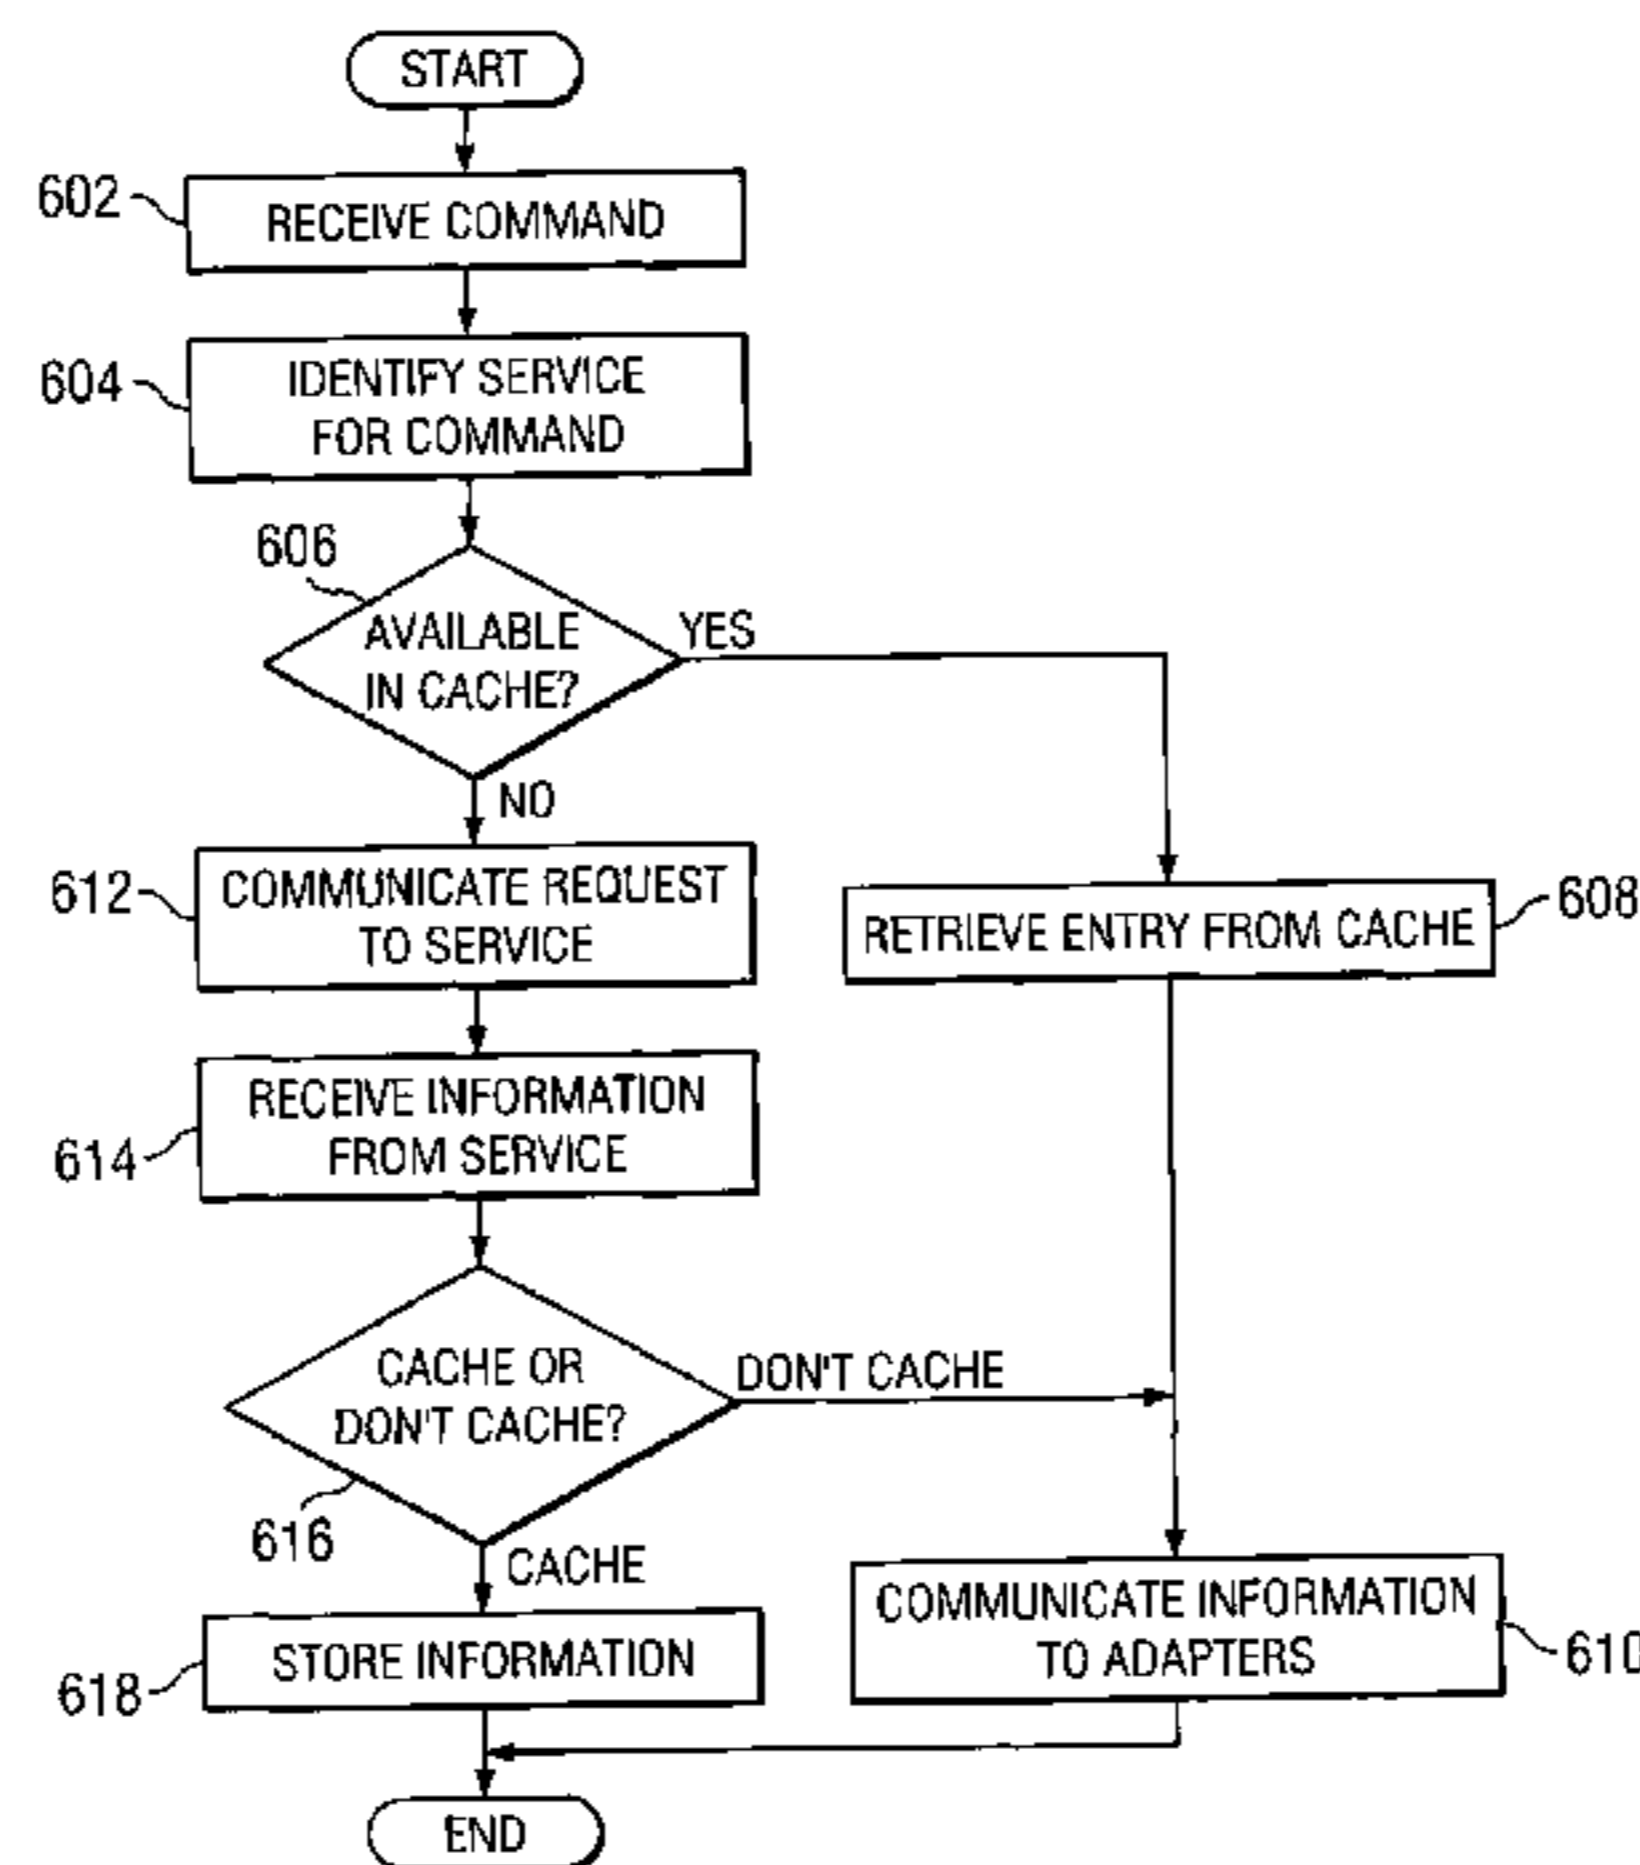 START
602
RECEIVE COMMAND
604
IDENTIFY SERVICE
FOR COMMAND
606
AVAILABLE
IN CACHE?
YES
NO
612
COMMUNICATE REQUEST
TO SERVICE
RETRIEVE ENTRY FROM CACHE
608
614
RECEIVE INFORMATION
FROM SERVICE
CACHE OR
DON'T CACHE?
DON'T CACHE
616
CACHE
618
STORE INFORMATION
COMMUNICATE INFORMATION
TO ADAPTERS
610
END